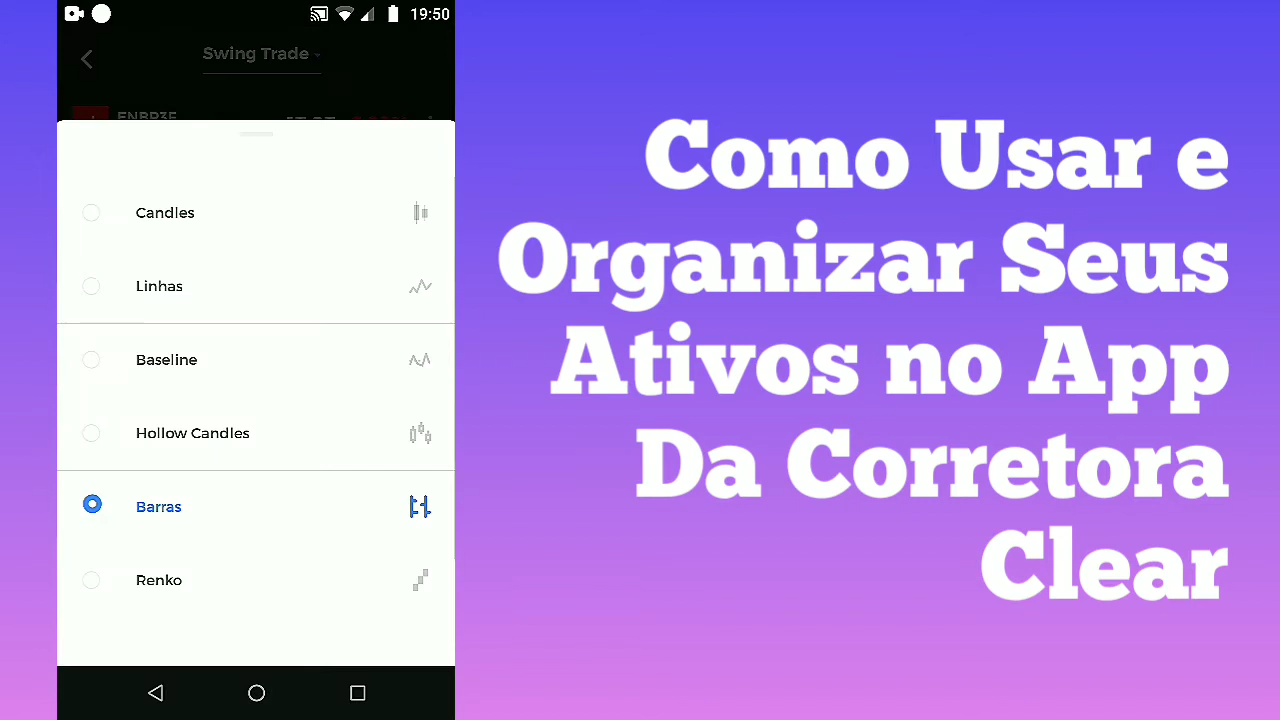 19:50
Swing Trade
ENBR3F
Candles
Linhas
Baseline
Hollow Candles
Barras
Renko
Como Usar e
Organizar Seus
Ativos no App
Da Corretora
Clear